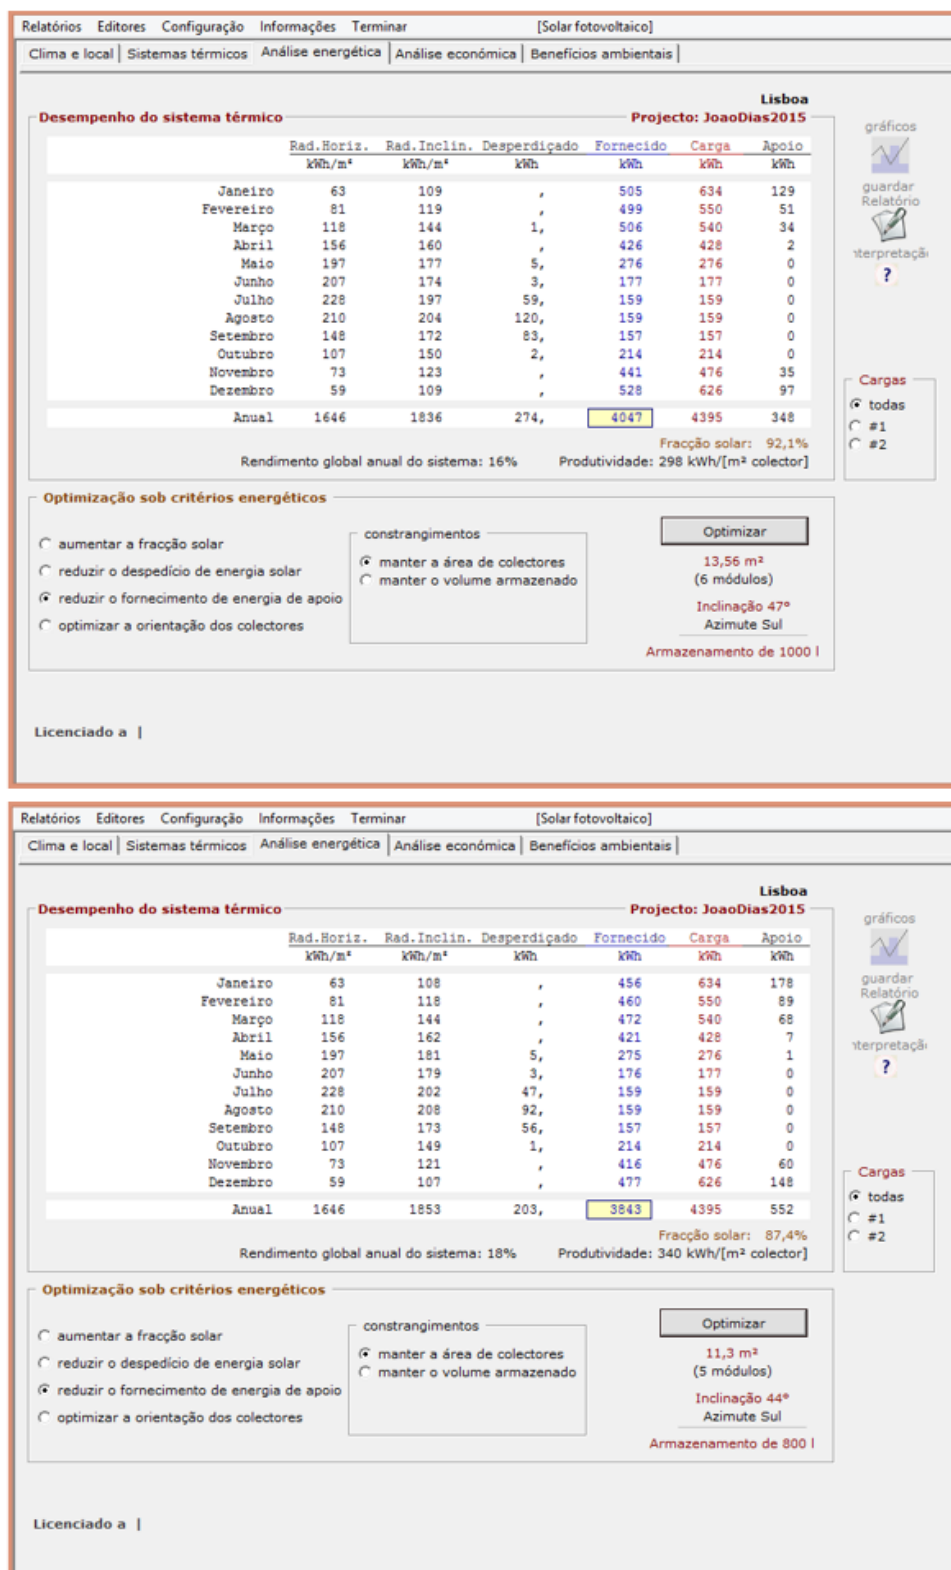 Relatórios Editores Configuração Informações Terminar [Solar fotovoltaico]
Clima e local Sistemas térmicos Análise energética Análise económica Benefícios ambientais
Lisboa
Desempenho do sistema térmico Projecto: JoaoDias2015
Rad.Horiz. Rad.Inclin. Desperdiçado Fornecido Carga Apoio
kWh/m² kWh/m² kWh kWh kWh kWh
Janeiro 63 109 , 505 634 129
Fevereiro 81 119 , 499 550 51
Março 118 144 1, 506 540 34
Abril 156 160 , 426 428 2
Maio 197 177 5, 276 276 0
Junho 207 174 3, 177 177 0
Julho 228 197 59, 159 159 0
Agosto 210 204 120, 159 159 0
Setembro 148 172 83, 157 157 0
Outubro 107 150 2, 214 214 0
Novembro 73 123 , 441 476 35
Dezembro 59 109 , 528 626 97
Anual 1646 1836 274, 4047 4395 348
Fracção solar: 92,1%
Rendimento global anual do sistema: 16% Produtividade: 298 kWh/[m² colector]
gráficos
guardar
Relatório
nterpretaçã
?
Cargas
todas
#1
#2
Optimização sob critérios energéticos
aumentar a fracção solar
reduzir o despedício de energia solar
reduzir o fornecimento de energia de apoio
optimizar a orientação dos colectores
constrangimentos
manter a área de colectores
manter o volume armazenado
Optimizar
13,56 m²
(6 módulos)
Inclinação 47°
Azimute Sul
Armazenamento de 1000 l
Licenciado a |
Relatórios Editores Configuração Informações Terminar [Solar fotovoltaico]
Clima e local Sistemas térmicos Análise energética Análise económica Benefícios ambientais
Lisboa
Desempenho do sistema térmico Projecto: JoaoDias2015
Rad.Horiz. Rad.Inclin. Desperdiçado Fornecido Carga Apoio
kWh/m² kWh/m² kWh kWh kWh kWh
Janeiro 63 108 , 456 634 178
Fevereiro 81 118 , 460 550 89
Março 118 144 , 472 540 68
Abril 156 162 , 421 428 7
Maio 197 181 5, 275 276 1
Junho 207 179 3, 176 177 0
Julho 228 202 47, 159 159 0
Agosto 210 208 92, 159 159 0
Setembro 148 173 56, 157 157 0
Outubro 107 149 1, 214 214 0
Novembro 73 121 , 416 476 60
Dezembro 59 107 , 477 626 148
Anual 1646 1853 203, 3843 4395 552
Fracção solar: 87,4%
Rendimento global anual do sistema: 18% Produtividade: 340 kWh/[m² colector]
gráficos
guardar
Relatório
nterpretaçã
?
Cargas
todas
#1
#2
Optimização sob critérios energéticos
aumentar a fracção solar
reduzir o despedício de energia solar
reduzir o fornecimento de energia de apoio
optimizar a orientação dos colectores
constrangimentos
manter a área de colectores
manter o volume armazenado
Optimizar
11,3 m²
(5 módulos)
Inclinação 44°
Azimute Sul
Armazenamento de 800 l
Licenciado a |